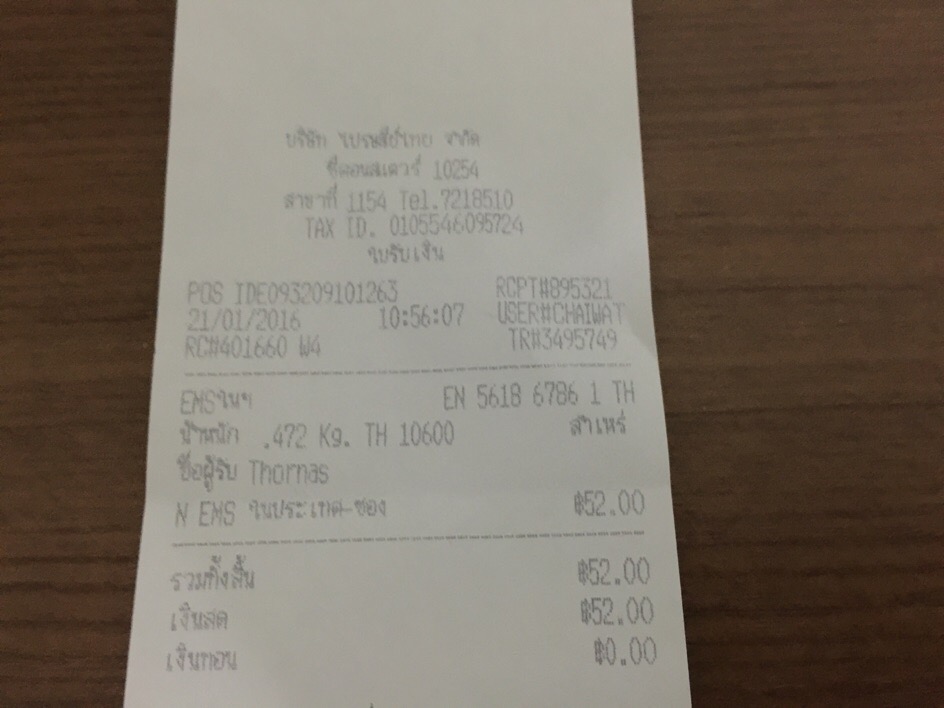 บริษัท ไปรษณีย์ไทย จำกัด
ซีคอนสแควร์ 10254
สาขาที่ 1154 Tel.7218510
TAX ID. 0105546095724
ใบรับเงิน
POS IDE093209101263 RCPT#895321
21/01/2016 10:56:07 USER#CHAIWAT
RC#401660 W4 TR#3495749
EMSในฯ EN 5618 6786 1 TH
น้ำหนัก .472 Kg. TH 10600 สำเหร่
ชื่อผู้รับ Thornas
N EMS ในประเทศ-ซอง ฿52.00
รวมทั้งสิ้น ฿52.00
เงินสด ฿52.00
เงินทอน ฿0.00